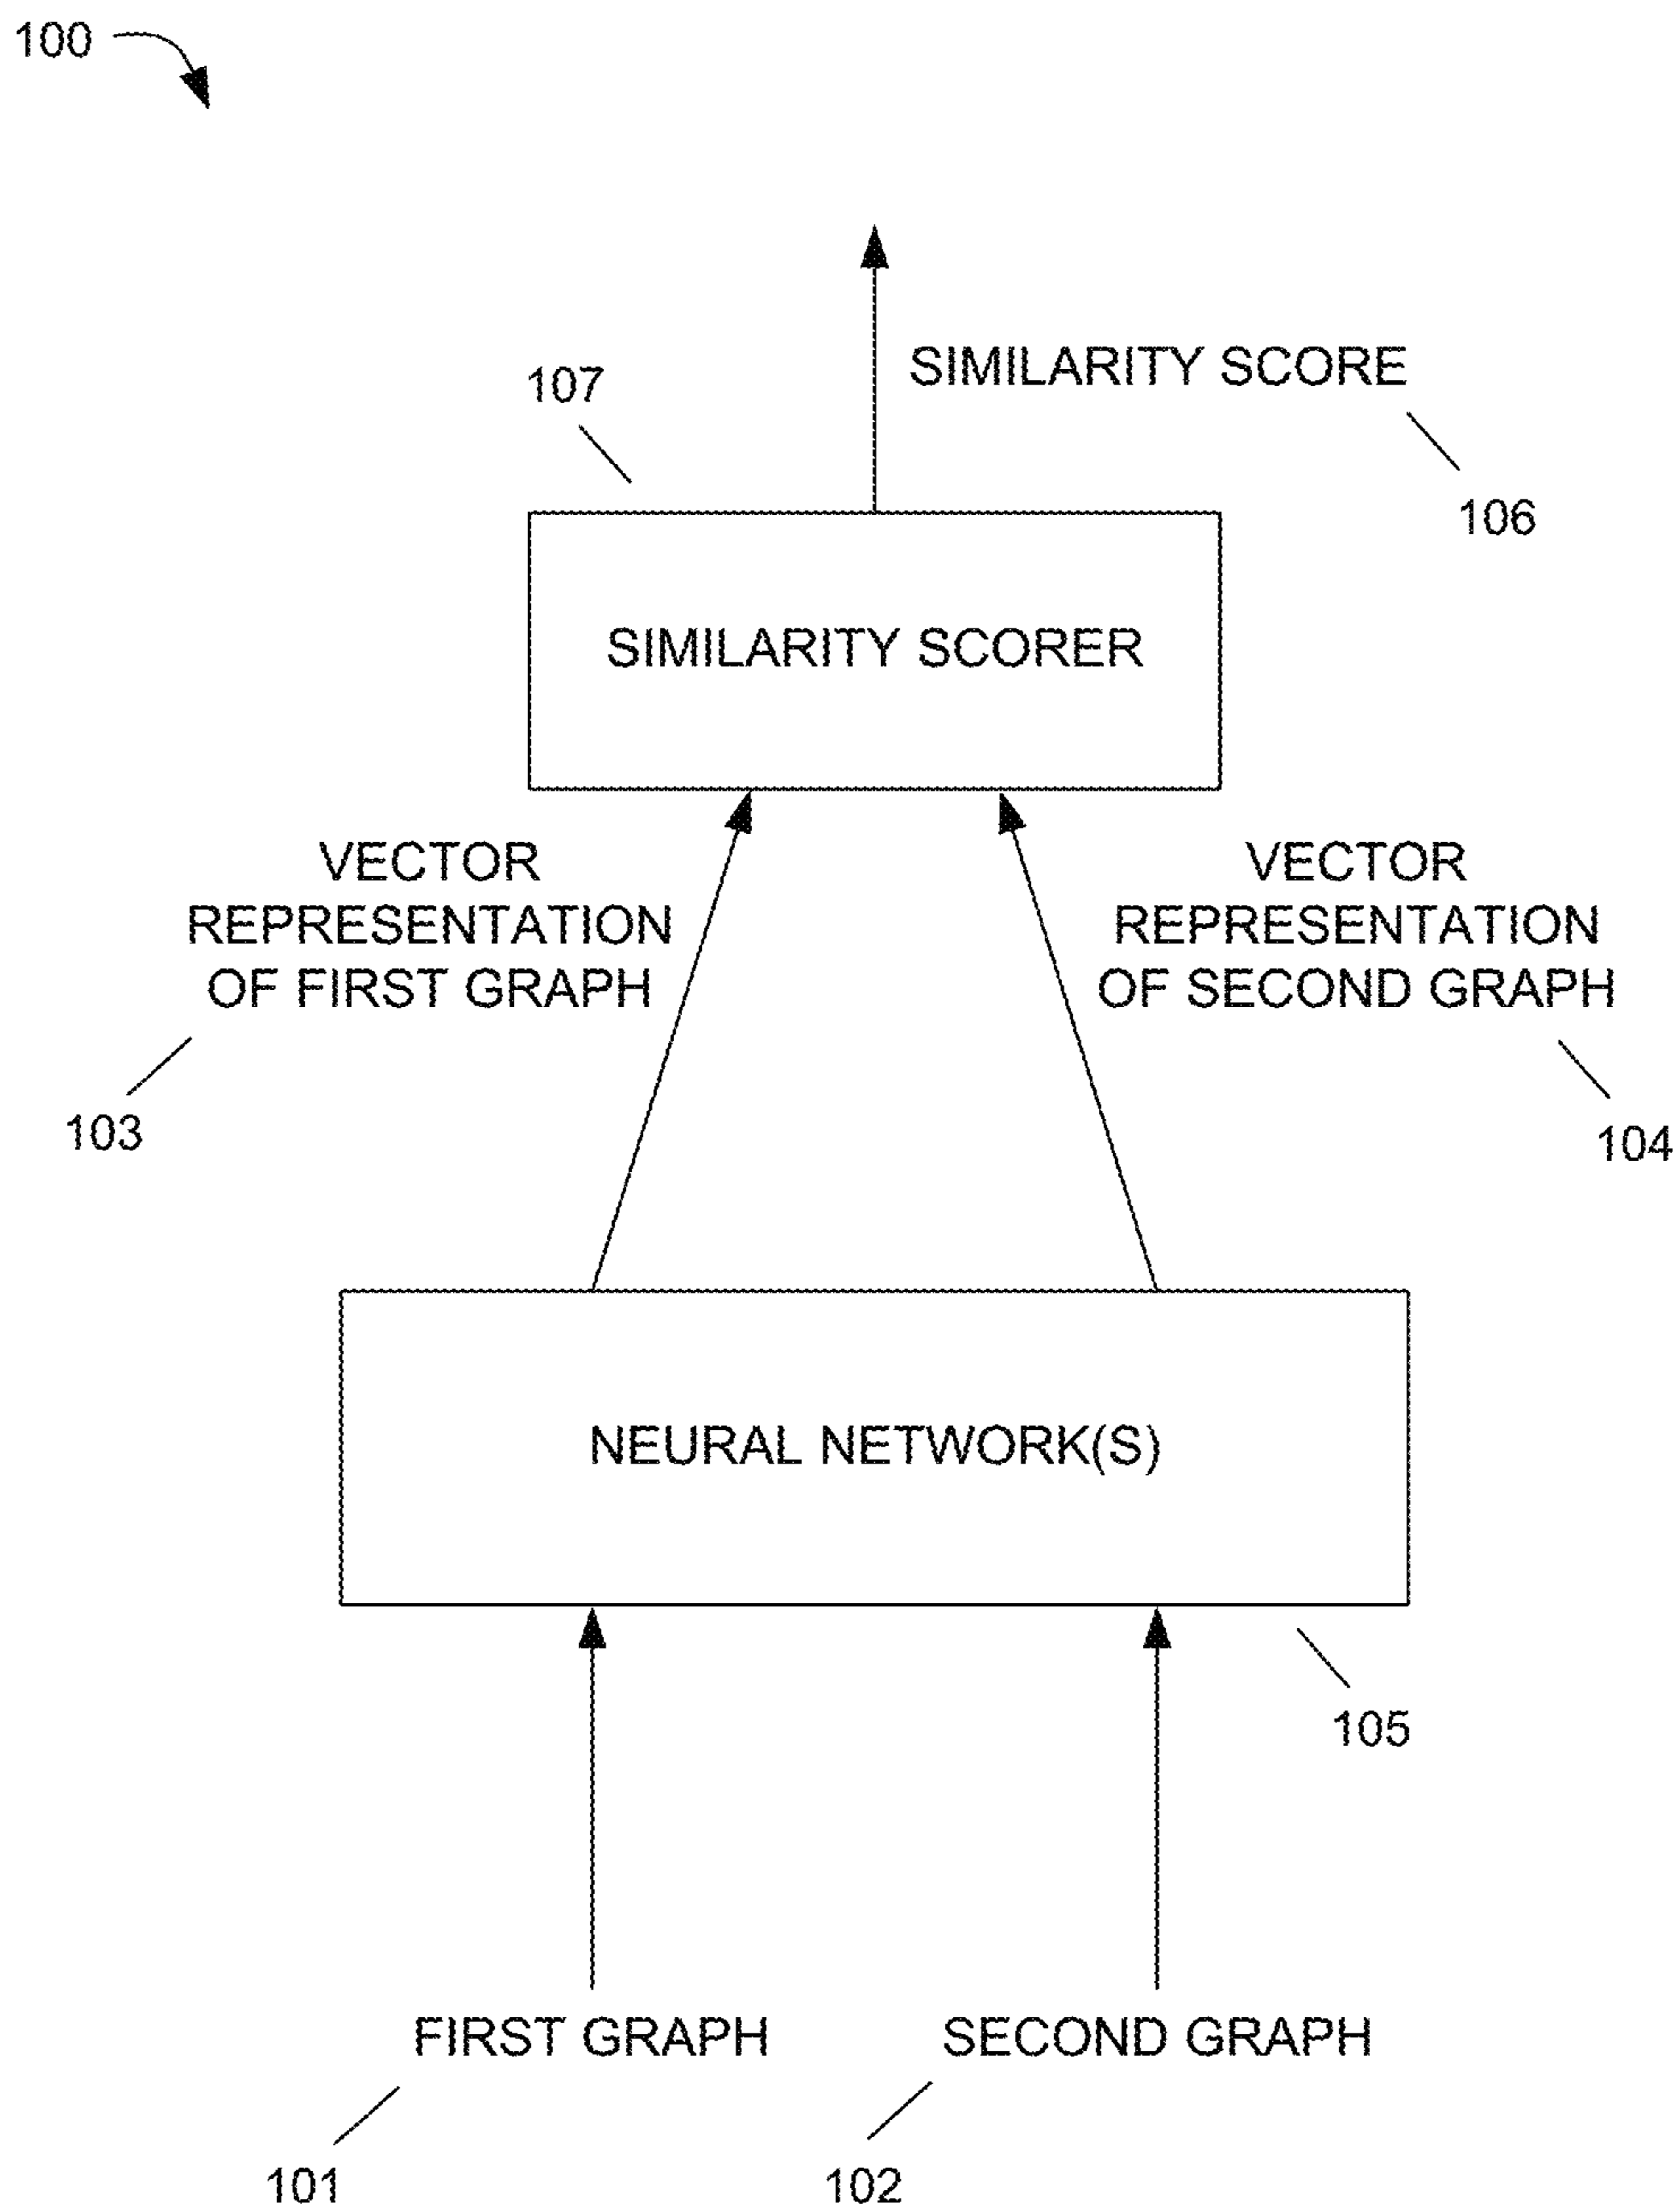 100
SIMILARITY SCORE
107
106
SIMILARITY SCORER
VECTOR
REPRESENTATION
OF FIRST GRAPH
VECTOR
REPRESENTATION
OF SECOND GRAPH
103
104
NEURAL NETWORK(S)
105
FIRST GRAPH
SECOND GRAPH
101
102